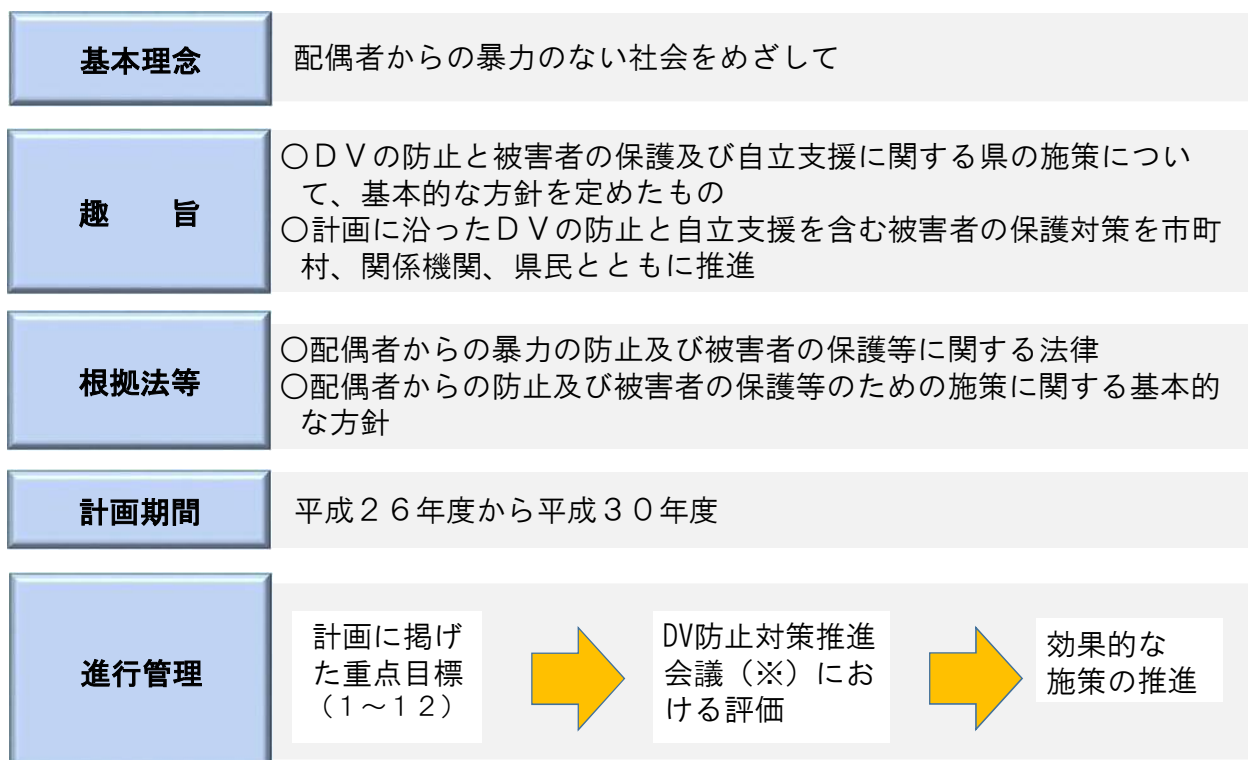 基本理念
配偶者からの暴力のない社会をめざして
趣　旨
〇ＤＶの防止と被害者の保護及び自立支援に関する県の施策につい
て、基本的な方針を定めたもの
〇計画に沿ったＤＶの防止と自立支援を含む被害者の保護対策を市町
村、関係機関、県民とともに推進
根拠法等
〇配偶者からの暴力の防止及び被害者の保護等に関する法律
〇配偶者からの防止及び被害者の保護等のための施策に関する基本的
な方針
計画期間
平成２６年度から平成３０年度
進行管理
計画に掲げ
た重点目標
（１～１２）
DV防止対策推進
会議（※）にお
ける評価
効果的な
施策の推進